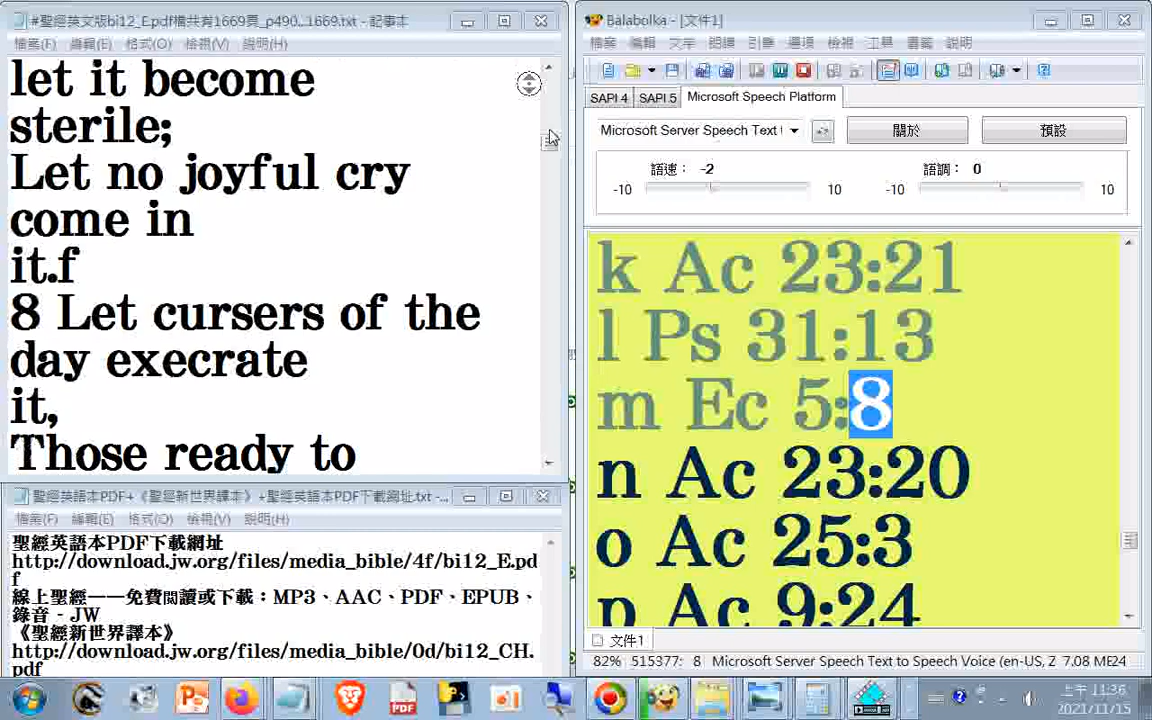 #聖經英文版bi12_E.pdf檔共有1669頁_p490...1669.txt - 記事本
檔案(F) 編輯(E) 格式(O) 檢視(V) 說明(H)
let it become
sterile;
Let no joyful cry
come in
it.f
8 Let cursers of the
day execrate
it,
Those ready to
聖經英語本PDF+《聖經新世界譯本》+聖經英語本PDF下載網址.txt - ...
檔案(F) 編輯(E) 格式(O) 檢視(V) 說明(H)
聖經英語本PDF下載網址
http://download.jw.org/files/media_bible/4f/bi12_E.pd
f
線上聖經——免費閱讀或下載：MP3、AAC、PDF、EPUB、
錄音 - JW
《聖經新世界譯本》
http://download.jw.org/files/media_bible/0d/bi12_CH.
pdf
Balabolka - [文件1]
檔案 編輯 文字 朗讀 引擎 選項 檢視 工具 書籤 說明
SAPI 4 SAPI 5 Microsoft Speech Platform
Microsoft Server Speech Text 關於 預設
語速： -2 語調： 0
-10 10 -10 10
k Ac 23:21
l Ps 31:13
m Ec 5:8
n Ac 23:20
o Ac 25:3
p Ac 9:24
文件1
82% 515377: 8 Microsoft Server Speech Text to Speech Voice (en-US, Z 7.08 ME24
上午 11:36
2021/11/15